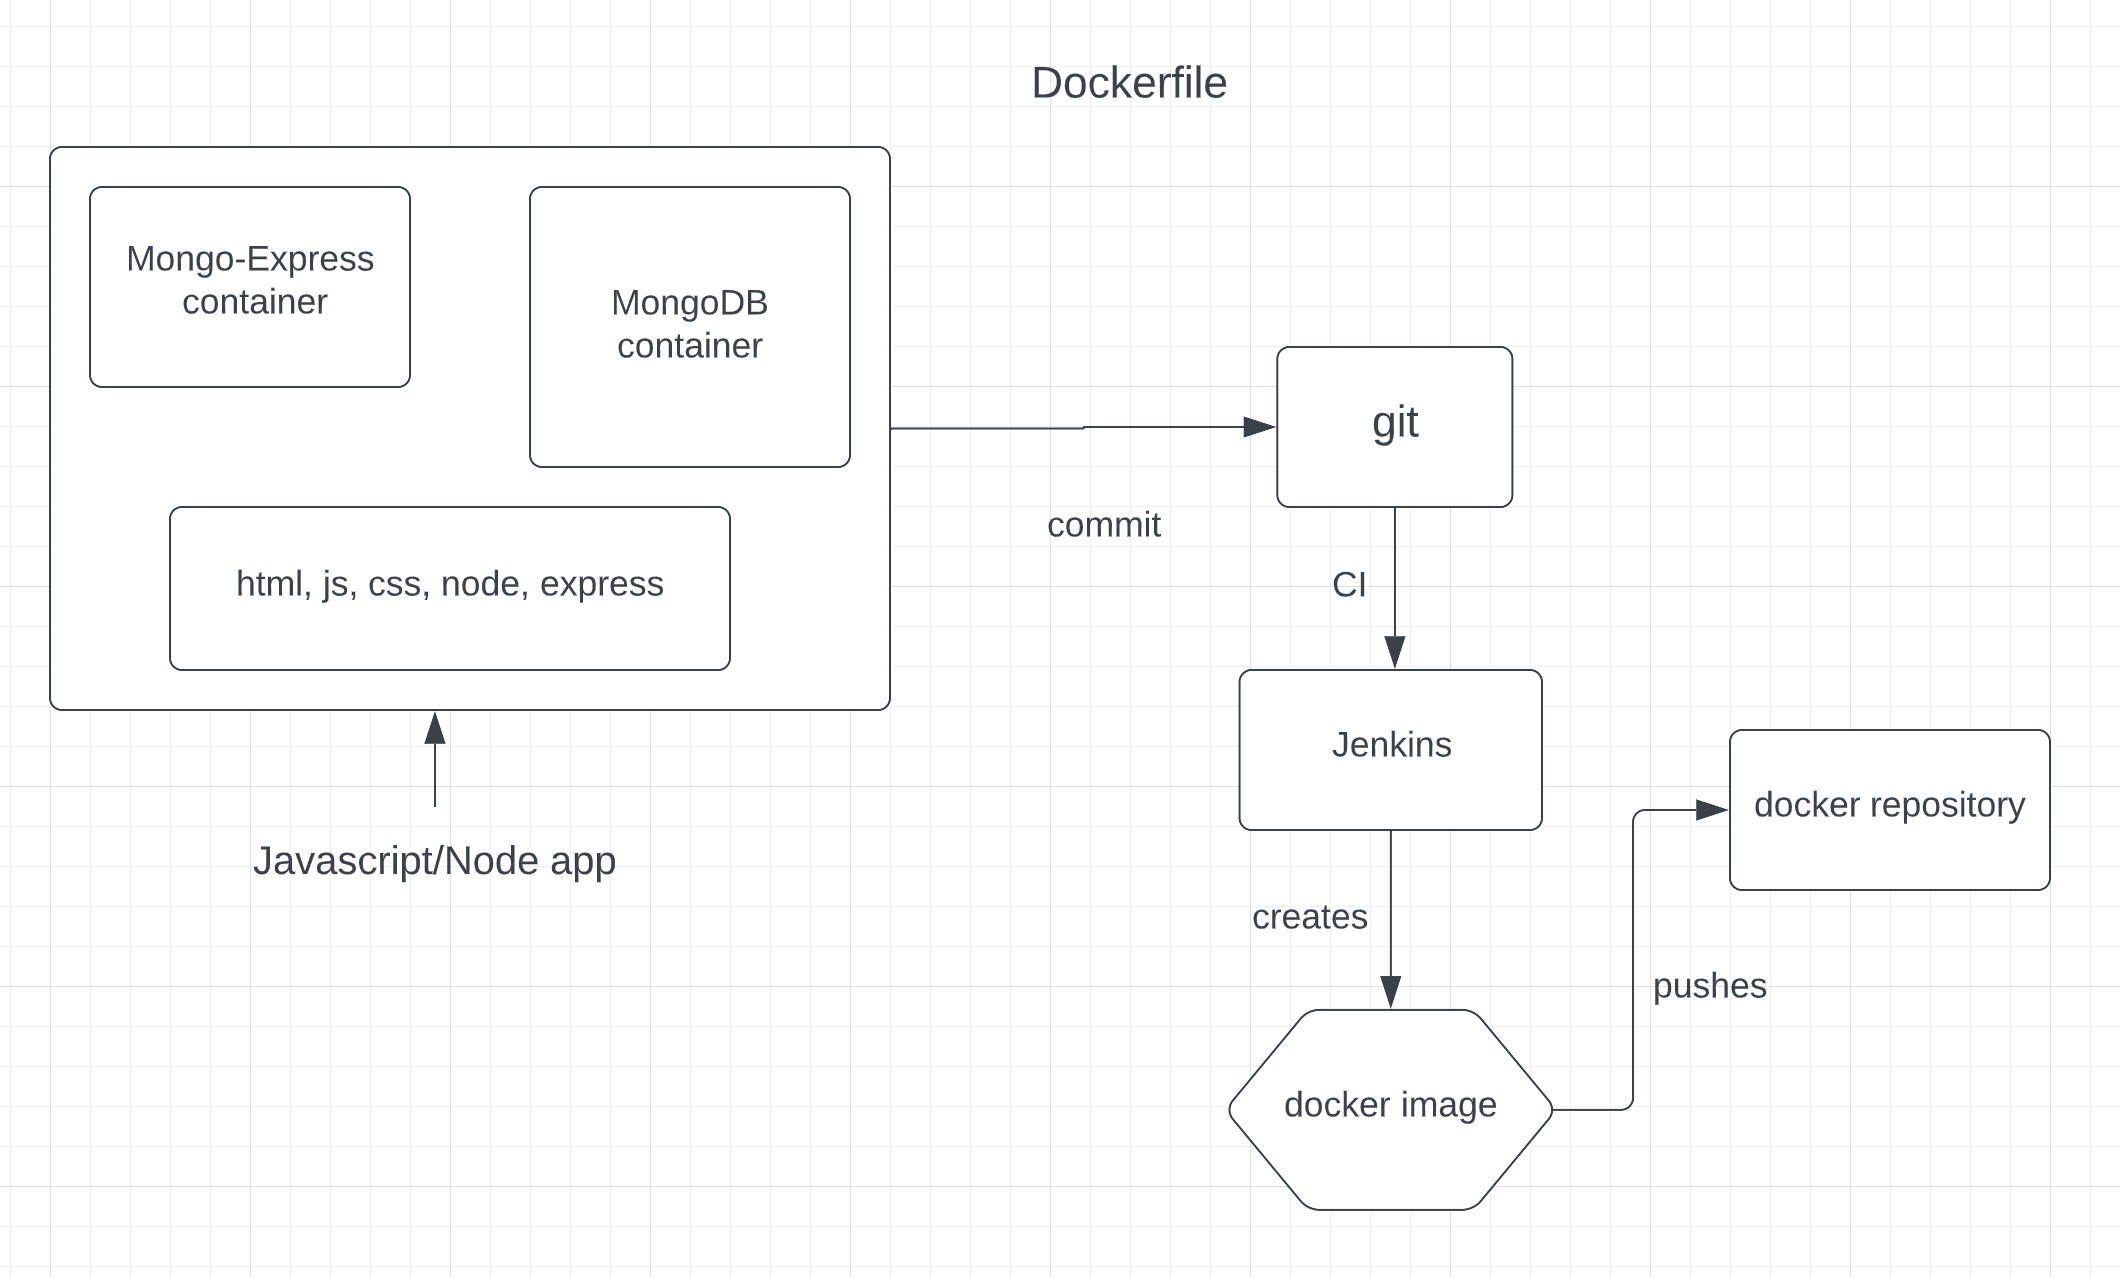 Dockerfile
Mongo-Express
container
MongoDB
container
html, js, css, node, express
Javascript/Node app
commit
git
CI
Jenkins
creates
docker image
pushes
docker repository